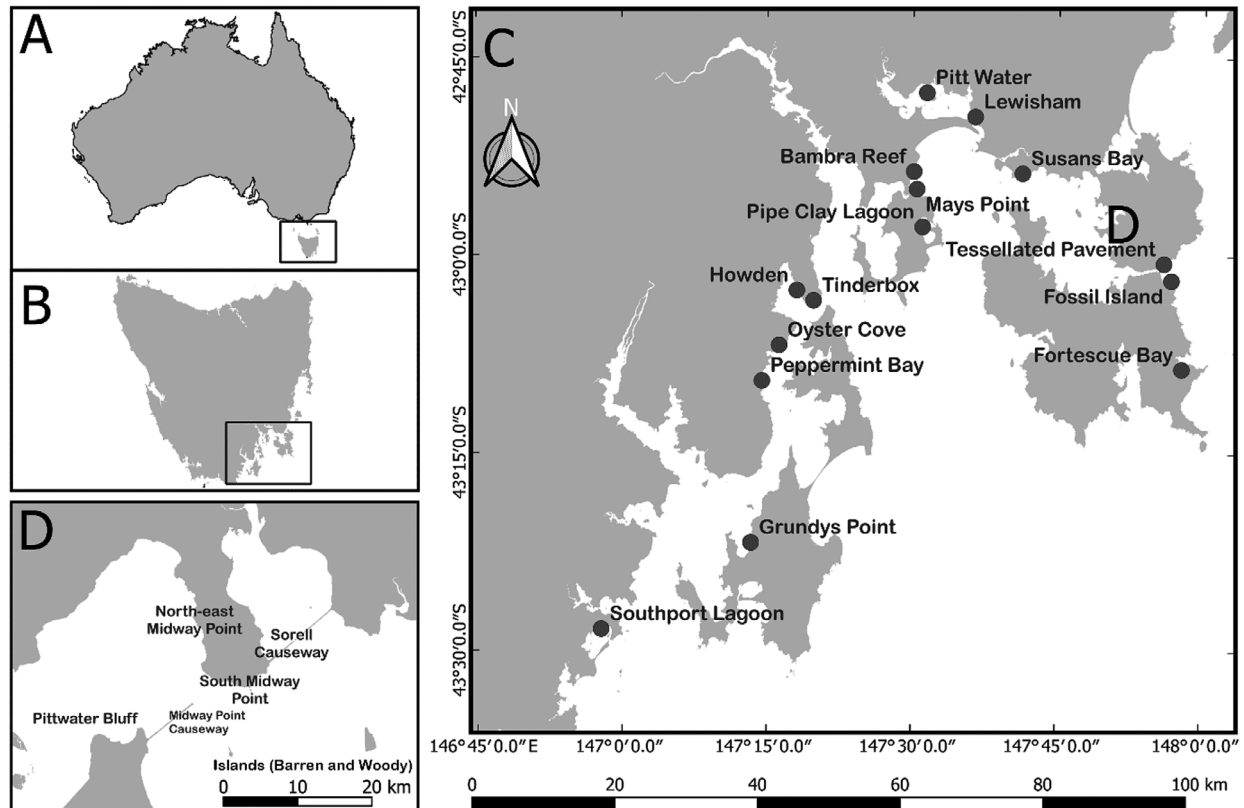 A
B
D
North-east
Midway Point
Sorell
Causeway
South Midway
Point
Pittwater Bluff
Midway Point
Causeway
Islands (Barren and Woody)
0 10 20 km
C
N
Pitt Water
Lewisham
Bambra Reef
Susans Bay
Mays Point
Pipe Clay Lagoon
D
Tessellated Pavement
Howden
Tinderbox
Fossil Island
Oyster Cove
Fortescue Bay
Peppermint Bay
Grundys Point
Southport Lagoon
42°45'0.0"S
43°0'0.0"S
43°15'0.0"S
43°30'0.0"S
146°45'0.0"E 147°0'0.0" 147°15'0.0" 147°30'0.0" 147°45'0.0" 148°0'0.0"
0 20 40 60 80 100 km